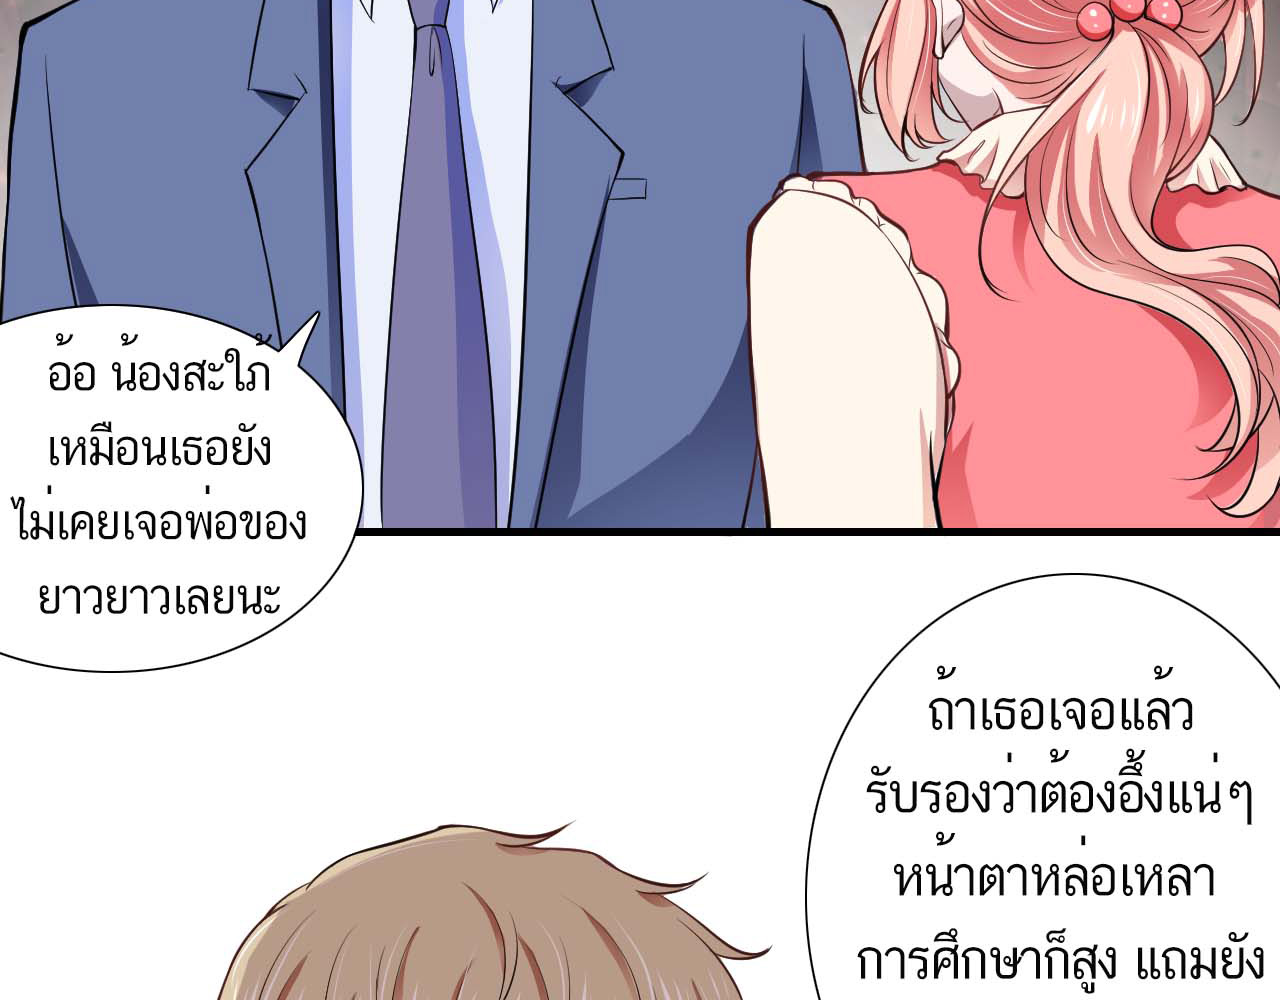 อ้อ น้องสะใภ้
เหมือนเธอยัง
ไม่เคยเจอพ่อของ
ยาวยาวเลยนะ
ถ้าเธอเจอแล้ว
รับรองว่าต้องอึ้งแน่ๆ
หน้าตาหล่อเหลา
การศึกษาก็สูง แถมยัง